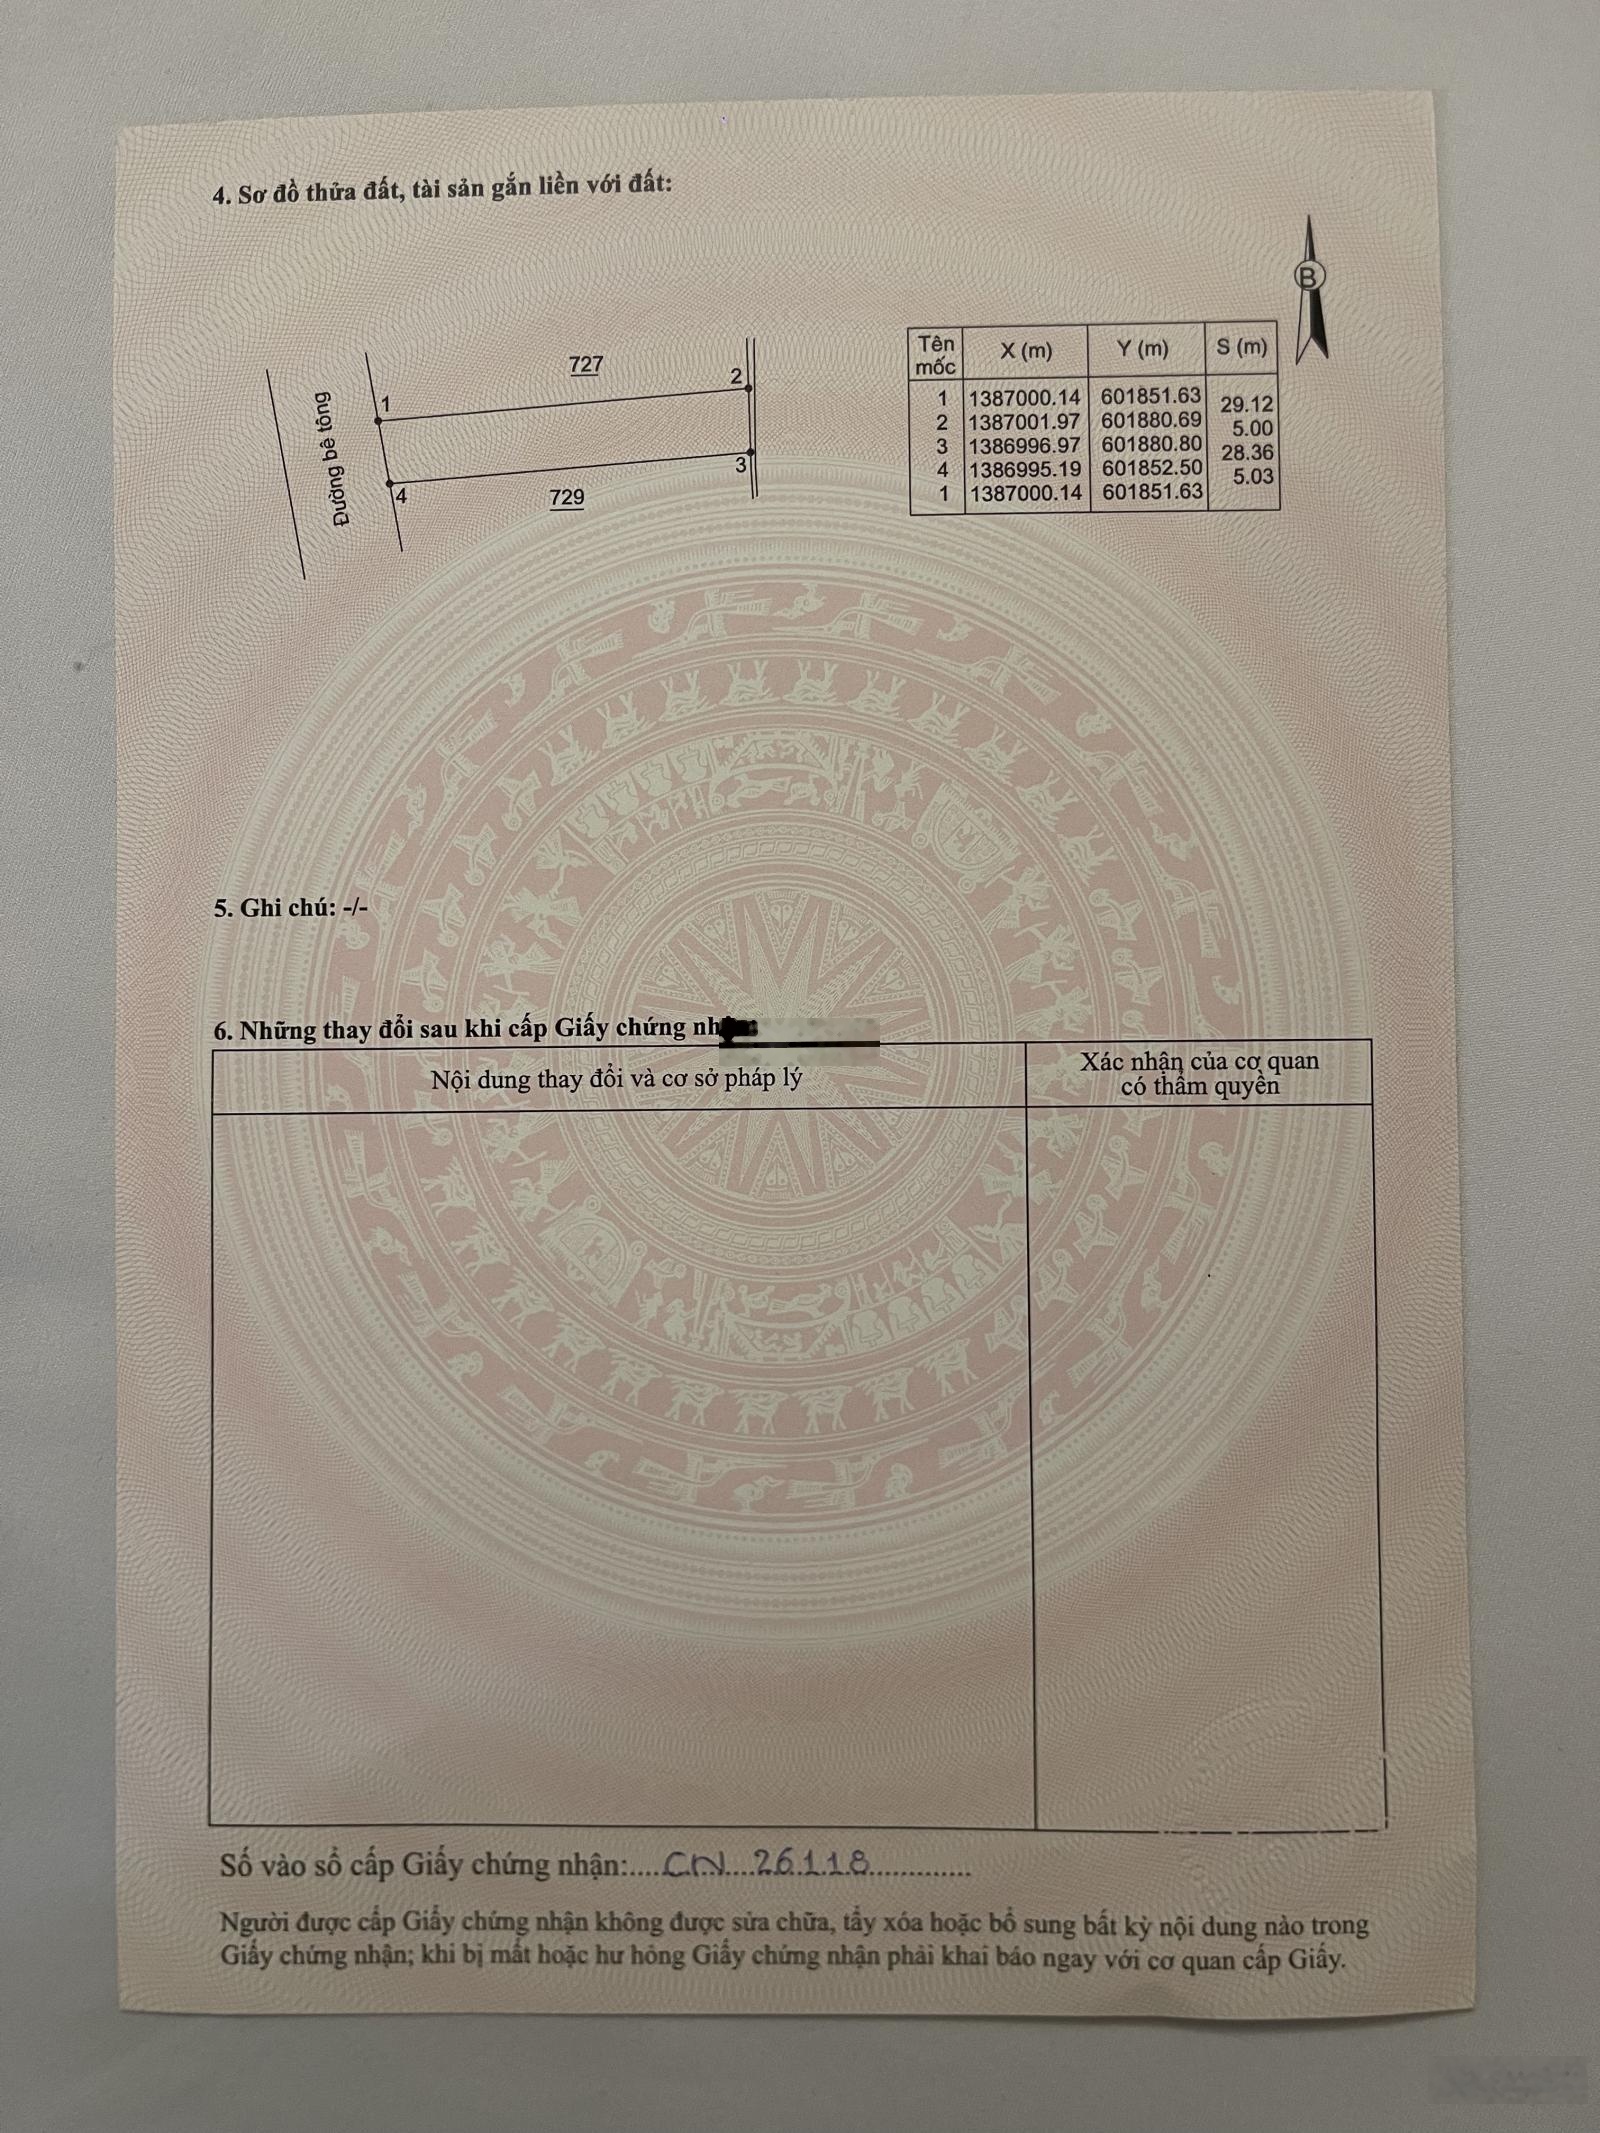 4. Sơ đồ thửa đất, tài sản gắn liền với đất:
B
727
1
2
Đường bê tông
4
3
729
Tên mốc X (m) Y (m) S (m)
1 1387000.14 601851.63
29.12
2 1387001.97 601880.69
5.00
3 1386996.97 601880.80
28.36
4 1386995.19 601852.50
5.03
1 1387000.14 601851.63
5. Ghi chú: -/-
6. Những thay đổi sau khi cấp Giấy chứng
Nội dung thay đổi và cơ sở pháp lý
Xác nhận của cơ quan
có thẩm quyền
Số vào sổ cấp Giấy chứng nhận:....CN....26118.............
Người được cấp Giấy chứng nhận không được sửa chữa, tẩy xóa hoặc bổ sung bất kỳ nội dung nào trong
Giấy chứng nhận; khi bị mất hoặc hư hỏng Giấy chứng nhận phải khai báo ngay với cơ quan cấp Giấy.